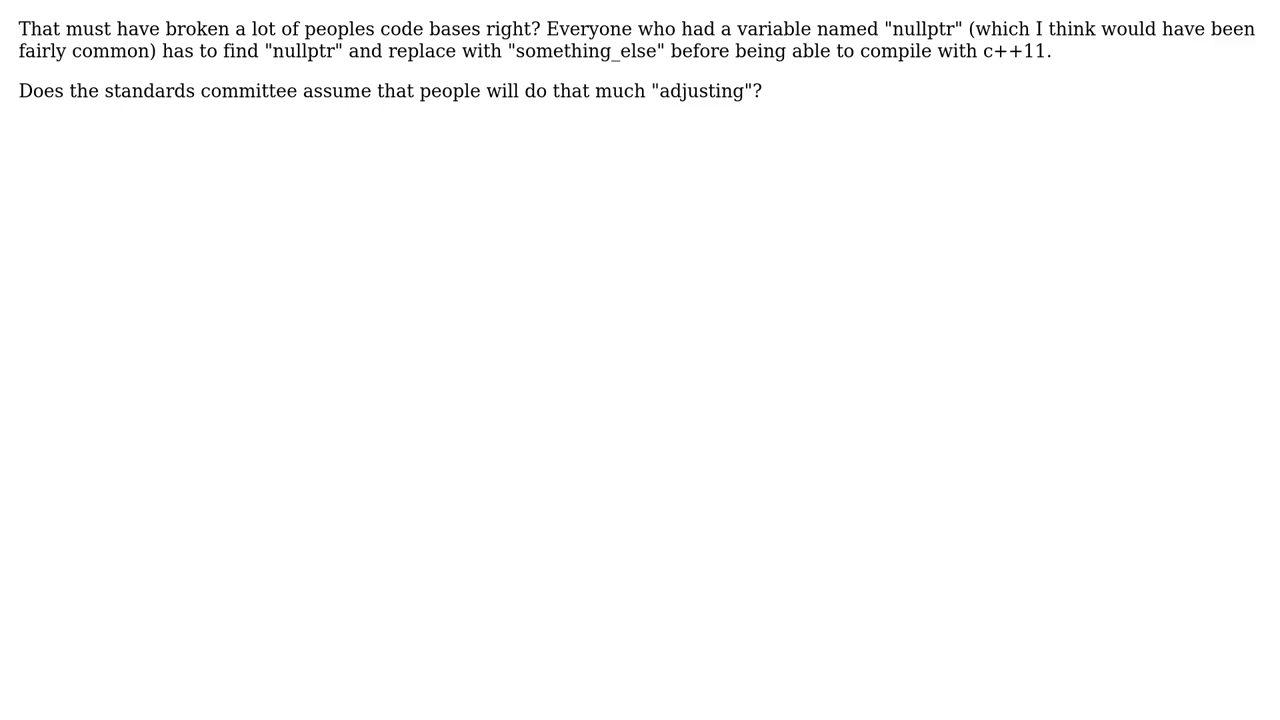 That must have broken a lot of peoples code bases right? Everyone who had a variable named "nullptr" (which I think would have been
fairly common) has to find "nullptr" and replace with "something_else" before being able to compile with c++11.
Does the standards committee assume that people will do that much "adjusting"?